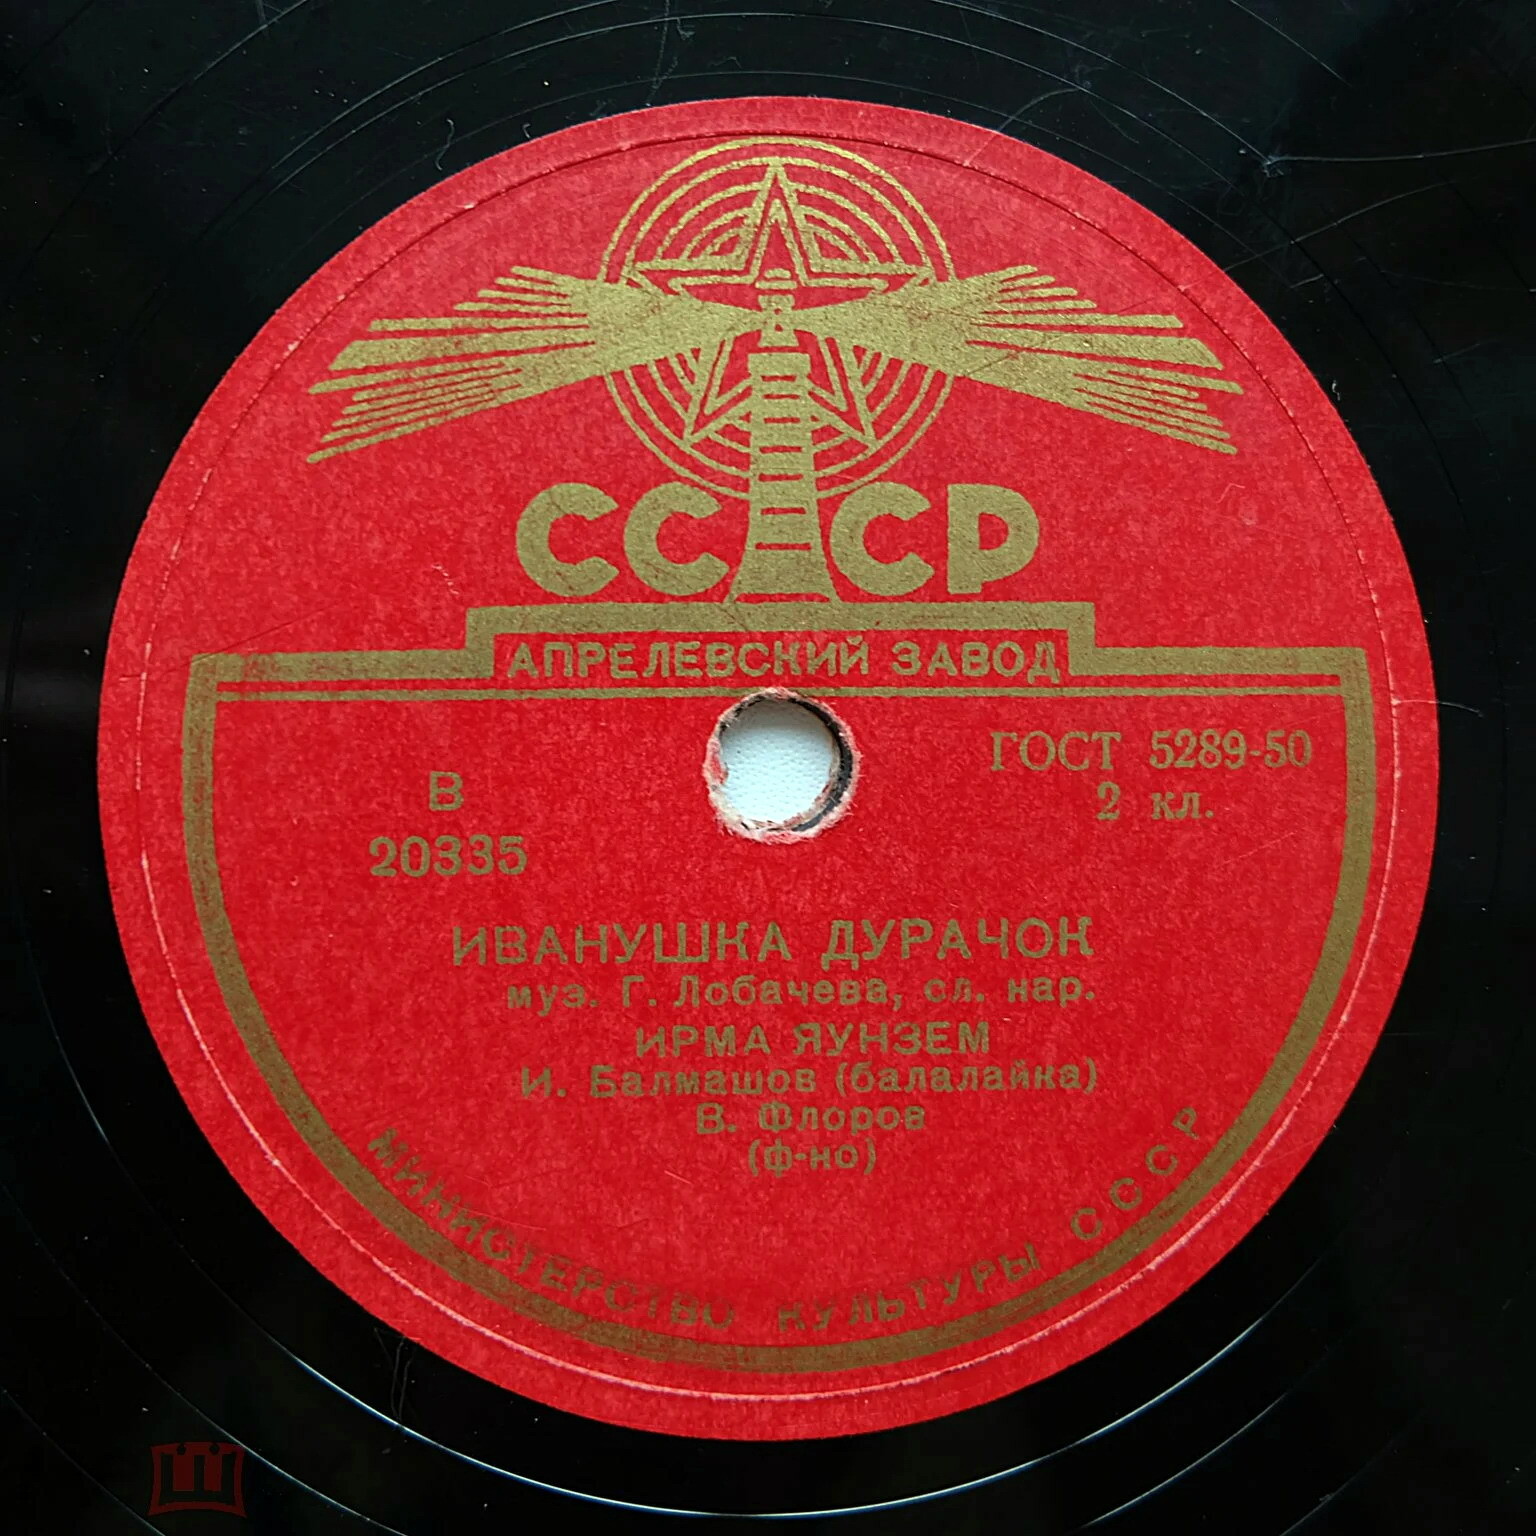 СССР
АПРЕЛЕВСКИЙ ЗАВОД
В
20335
ГОСТ 5289-50
2 кл.
ИВАНУШКА ДУРАЧОК
муз. Г. Лобачева, сл. нар.
ИРМА ЯУНЗЕМ
И. Балмашов (балалайка)
В. Флоров
(ф-но)
МИНИСТЕРСТВО КУЛЬТУРЫ СССР